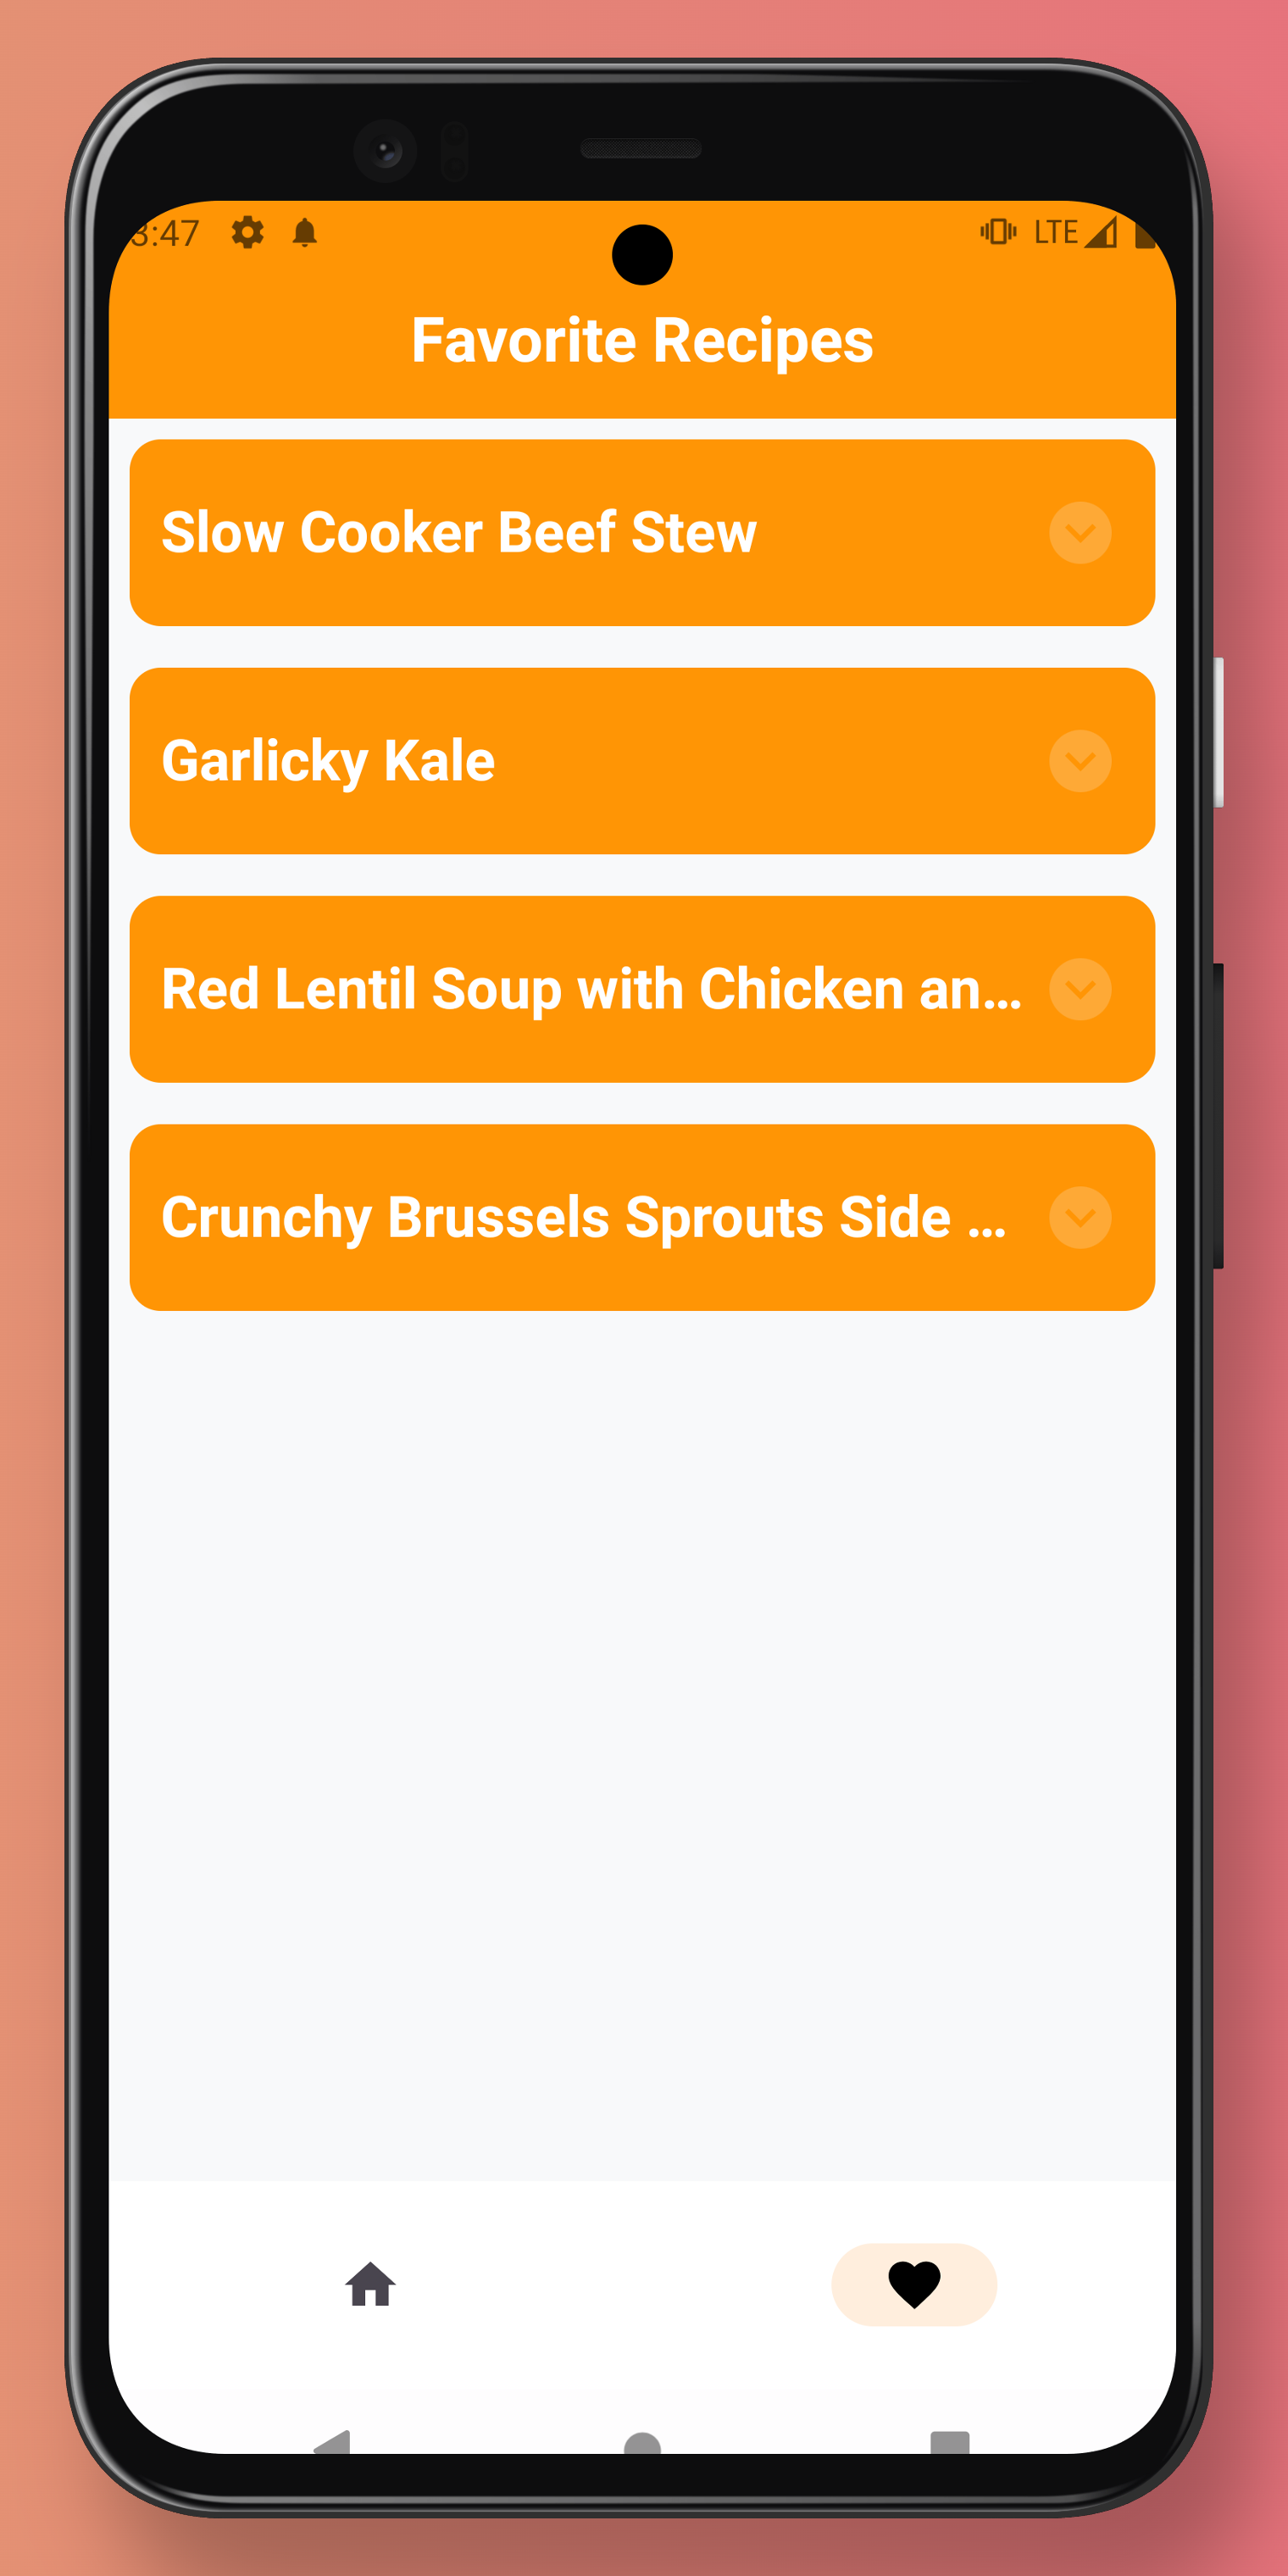 3:47 LTE
Favorite Recipes
Slow Cooker Beef Stew
Garlicky Kale
Red Lentil Soup with Chicken an...
Crunchy Brussels Sprouts Side ...